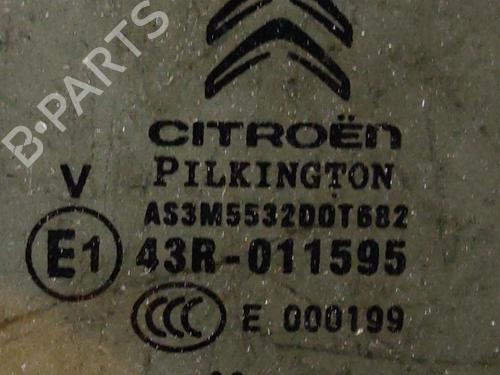 B-PARTS
CITROËN
V PILKINGTON
AS3M5532DOT682
E1 43R-011595
CCC E 000199